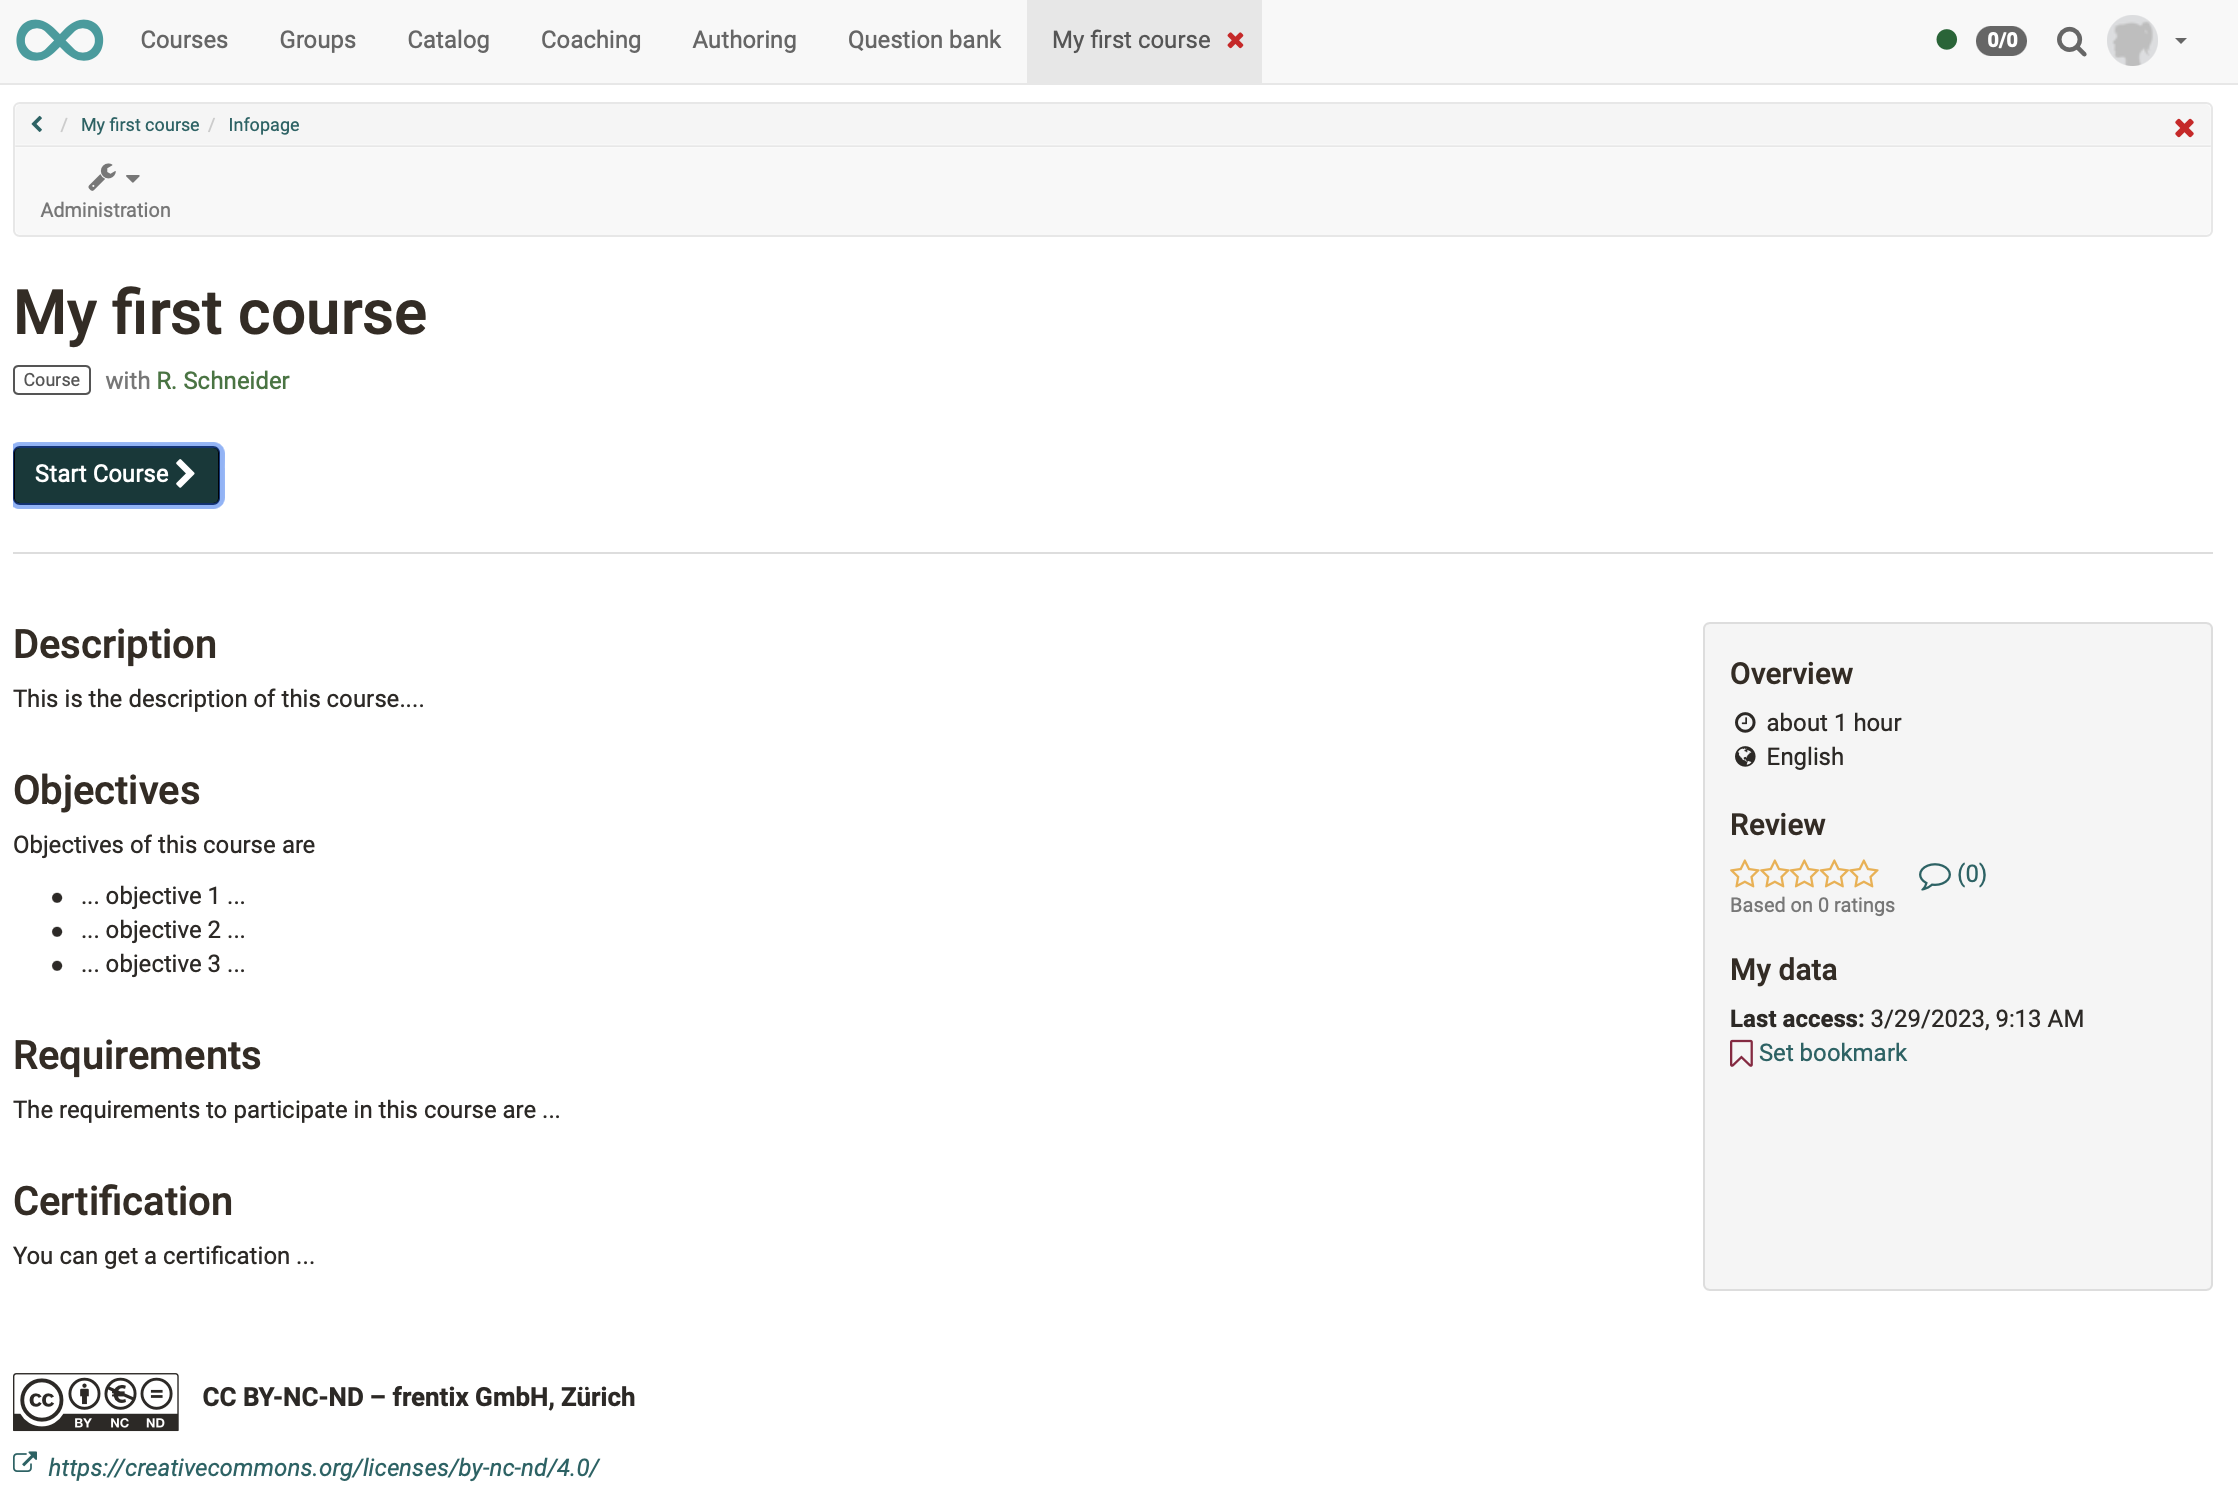 Courses Groups Catalog Coaching Authoring Question bank My first course 0/0
/ My first course / Infopage
Administration
My first course
Course with R. Schneider
Start Course
Description
This is the description of this course....
Objectives
Objectives of this course are
... objective 1 ...
... objective 2 ...
... objective 3 ...
Requirements
The requirements to participate in this course are ...
Certification
You can get a certification ...
Overview
about 1 hour
English
Review
(0)
Based on 0 ratings
My data
Last access: 3/29/2023, 9:13 AM
Set bookmark
cc BY NC ND
CC BY-NC-ND – frentix GmbH, Zürich
https://creativecommons.org/licenses/by-nc-nd/4.0/